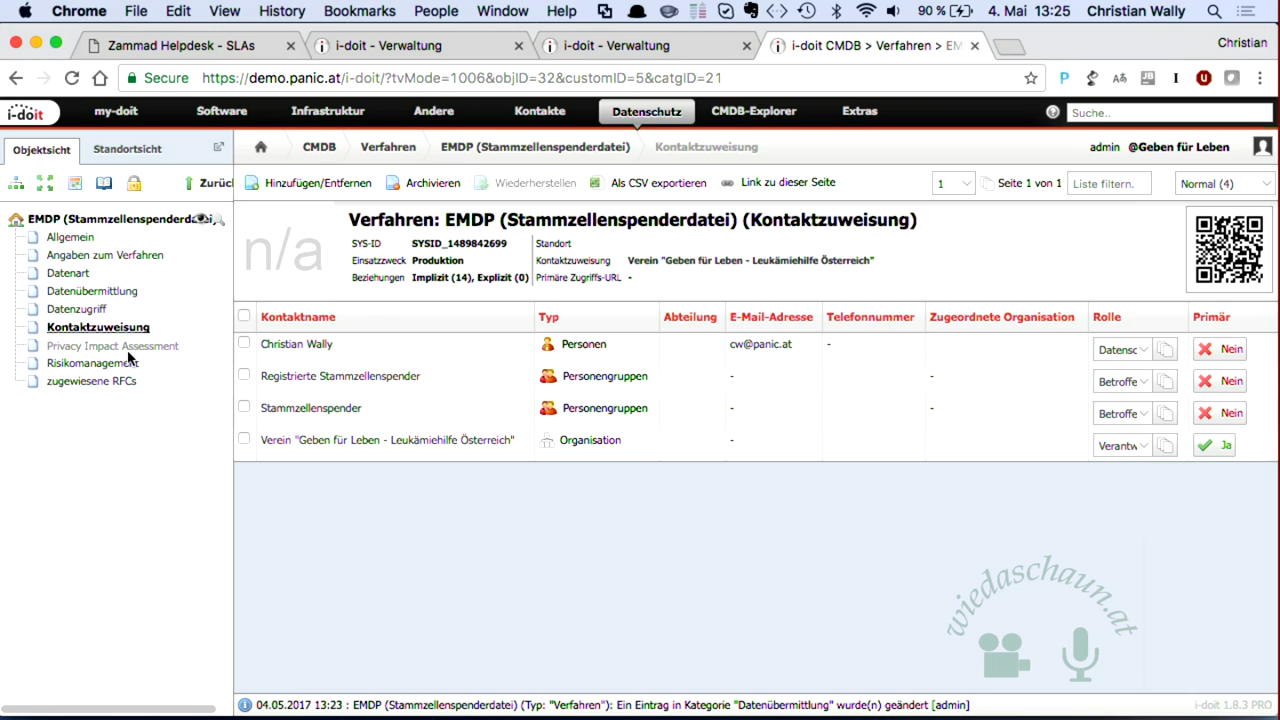 Chrome File Edit View History Bookmarks People Window Help 90 % 4. Mai 13:25 Christian Wally
Zammad Helpdesk - SLAs i-doit - Verwaltung i-doit - Verwaltung i-doit CMDB > Verfahren > EM Christian
Secure https://demo.panic.at/i-doit/?tvMode=1006&objID=32&customID=5&catgID=21
i-doit my-doit Software Infrastruktur Andere Kontakte Datenschutz CMDB-Explorer Extras Suche..
Objektsicht Standortsicht CMDB Verfahren EMDP (Stammzellenspenderdatei) Kontaktzuweisung admin @Geben für Leben
Zurüc Hinzufügen/Entfernen Archivieren Wiederherstellen Als CSV exportieren Link zu dieser Seite 1 Seite 1 von 1 Liste filtern. Normal (4)
EMDP (Stammzellenspenderdatei)
Allgemein
Angaben zum Verfahren
Datenart
Datenübermittlung
Datenzugriff
Kontaktzuweisung
Privacy Impact Assessment
Risikomanagement
zugewiesene RFCs
n/a
Verfahren: EMDP (Stammzellenspenderdatei) (Kontaktzuweisung)
SYS-ID SYSID_1489842699 Standort
Einsatzzweck Produktion Kontaktzuweisung Verein "Geben für Leben - Leukämiehilfe Österreich"
Beziehungen Implizit (14), Explizit (0) Primäre Zugriffs-URL -
Kontaktname Typ Abteilung E-Mail-Adresse Telefonnummer Zugeordnete Organisation Rolle Primär
Christian Wally Personen cw@panic.at - Datensc Nein
Registrierte Stammzellenspender Personengruppen - - Betroffe Nein
Stammzellenspender Personengruppen - - Betroffe Nein
Verein "Geben für Leben - Leukämiehilfe Österreich" Organisation - Verantw Ja
wiedaschaun.at
04.05.2017 13:23 : EMDP (Stammzellenspenderdatei) (Typ: "Verfahren"): Ein Eintrag in Kategorie "Datenübermittlung" wurde(n) geändert [admin] i-doit 1.8.3 PRO